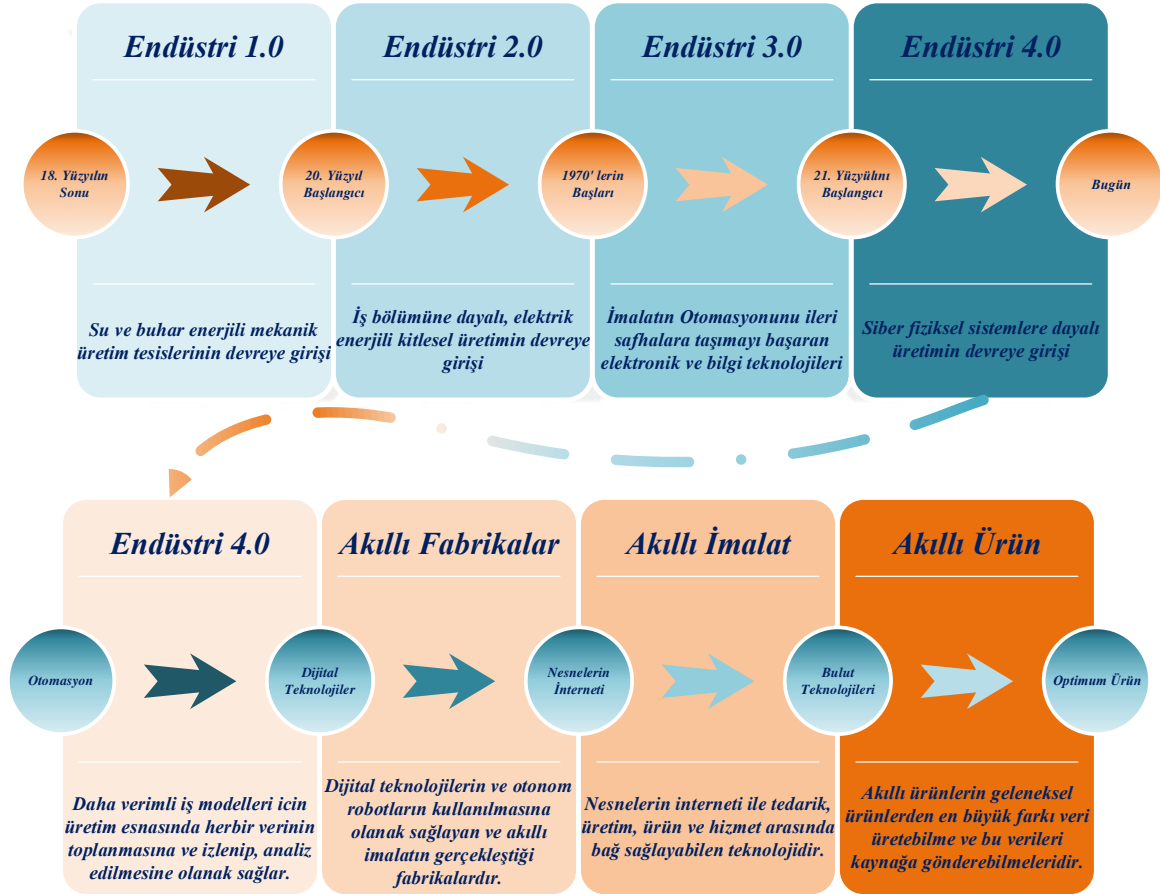 Endüstri 1.0
Endüstri 2.0
Endüstri 3.0
Endüstri 4.0
18. Yüzyılın
Sonu
20. Yüzyıl
Başlangıcı
1970' lerin
Başları
21. Yüzyülnı
Başlangıcı
Bugün
Su ve buhar enerjili mekanik
üretim tesislerinin devreye girişi
İş bölümüne dayalı, elektrik
enerjili kitlesel üretimin devreye
girişi
İmalatın Otomasyonunu ileri
safhalara taşımayı başaran
elektronik ve bilgi teknolojileri
Siber fiziksel sistemlere dayalı
üretimin devreye girişi
Endüstri 4.0
Akıllı Fabrikalar
Akıllı İmalat
Akıllı Ürün
Otomasyon
Dijital
Teknolojiler
Nesnelerin
İnterneti
Bulut
Teknolojileri
Optimum Ürün
Daha verimli iş modelleri icin
üretim esnasında herbir verinin
toplanmasına ve izlenip, analiz
edilmesine olanak sağlar.
Dijital teknolojilerin ve otonom
robotların kullanılmasına
olanak sağlayan ve akıllı
imalatın gerçekleştiği
fabrikalardır.
Nesnelerin interneti ile tedarik,
üretim, ürün ve hizmet arasında
bağ sağlayabilen teknolojidir.
Akıllı ürünlerin geleneksel
ürünlerden en büyük farkı veri
üretebilme ve bu verileri
kaynağa gönderebilmeleridir.